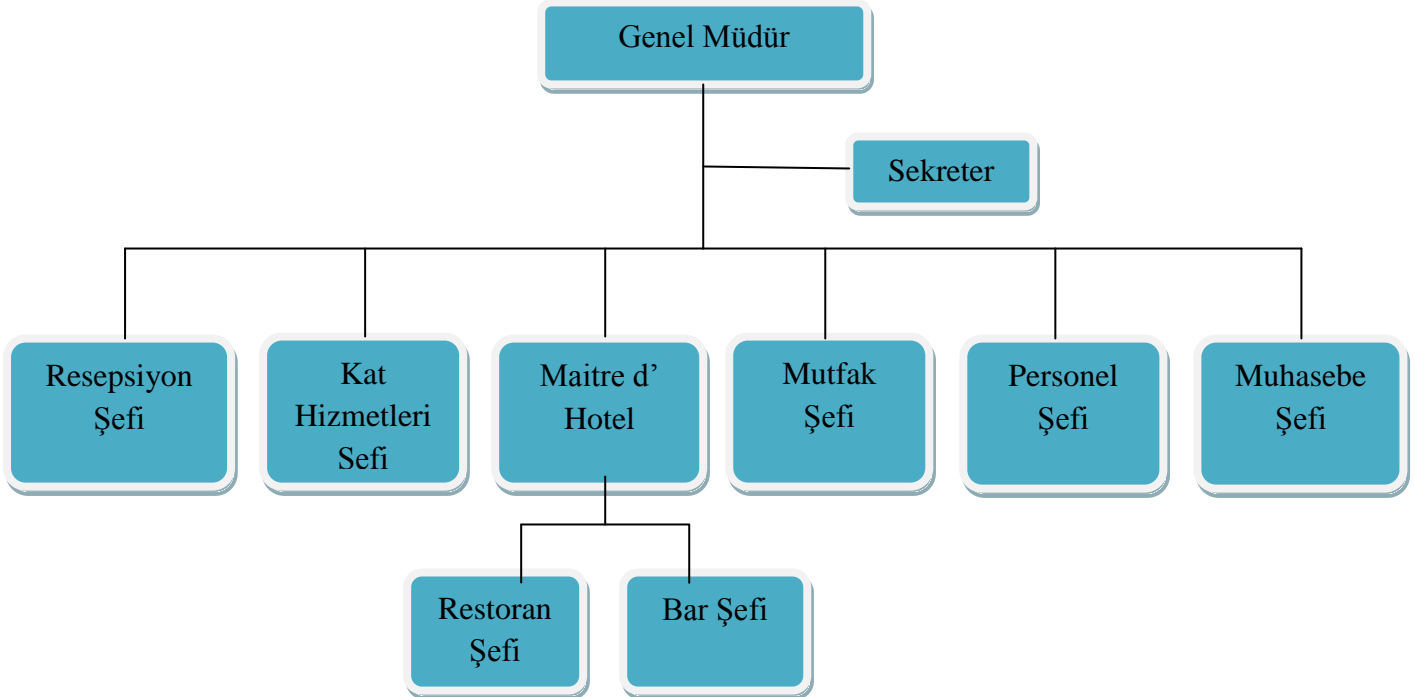 Genel Müdür
Sekreter
Resepsiyon
Şefi
Kat
Hizmetleri
Sefi
Maitre d’
Hotel
Mutfak
Şefi
Personel
Şefi
Muhasebe
Şefi
Restoran
Şefi
Bar Şefi